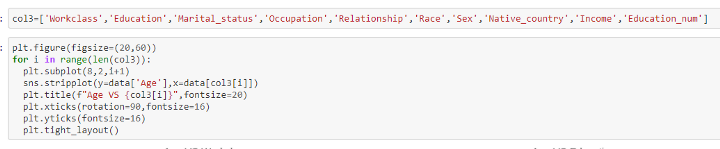 : col3=['Workclass','Education','Marital_status','Occupation','Relationship','Race','Sex','Native_country','Income','Education_num']
: plt.figure(figsize=(20,60))
for i in range(len(col3)):
  plt.subplot(8,2,i+1)
  sns.stripplot(y=data['Age'],x=data[col3[i]])
  plt.title(f"Age VS {col3[i]}",fontsize=20)
  plt.xticks(rotation=90,fontsize=16)
  plt.yticks(fontsize=16)
  plt.tight_layout()